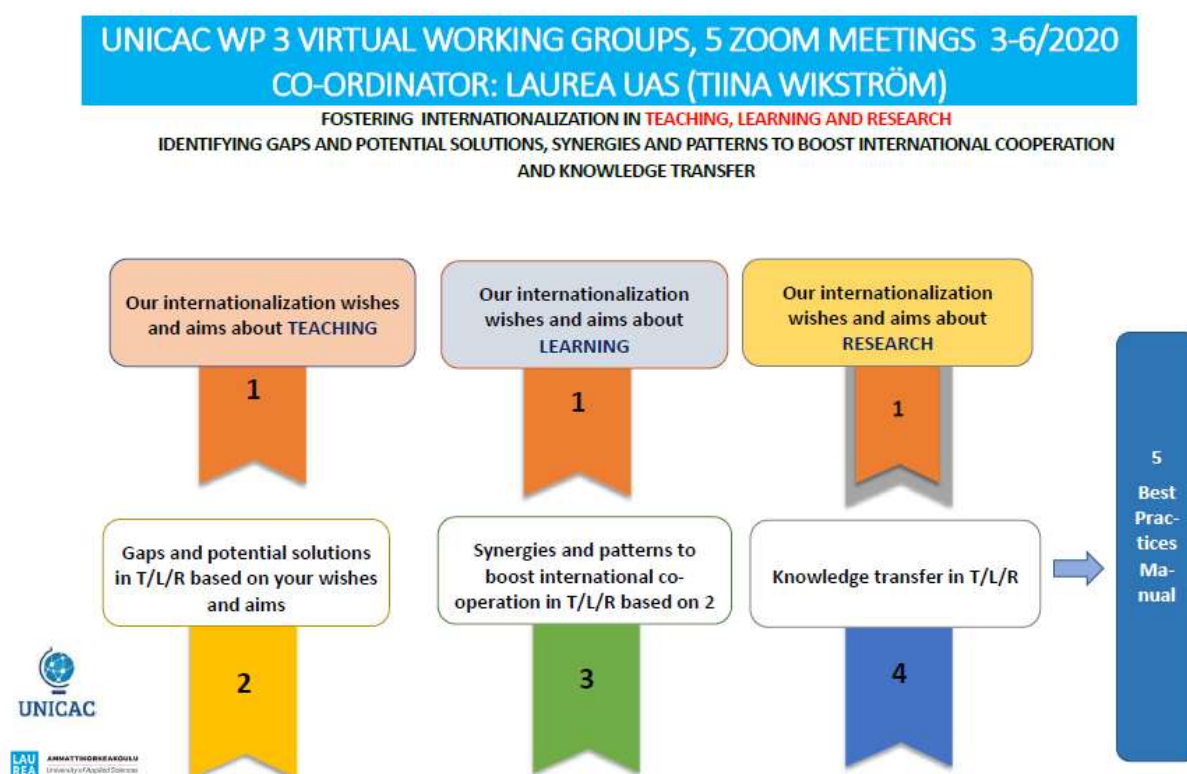 UNICAC WP 3 VIRTUAL WORKING GROUPS, 5 ZOOM MEETINGS 3-6/2020
CO-ORDINATOR: LAUREA UAS (TIINA WIKSTRÖM)
FOSTERING INTERNATIONALIZATION IN TEACHING, LEARNING AND RESEARCH
IDENTIFYING GAPS AND POTENTIAL SOLUTIONS, SYNERGIES AND PATTERNS TO BOOST INTERNATIONAL COOPERATION
AND KNOWLEDGE TRANSFER
Our internationalization wishes
and aims about TEACHING
1
Our internationalization
wishes and aims about
LEARNING
1
Our internationalization
wishes and aims about
RESEARCH
1
Gaps and potential solutions
in T/L/R based on your wishes
and aims
2
Synergies and patterns to
boost international co-
operation in T/L/R based on 2
3
Knowledge transfer in T/L/R
4
5
Best
Prac-
tices
Ma-
nual
UNICAC
LAU
REA
AMMATTIKORKEAKOULU
University of Applied Sciences